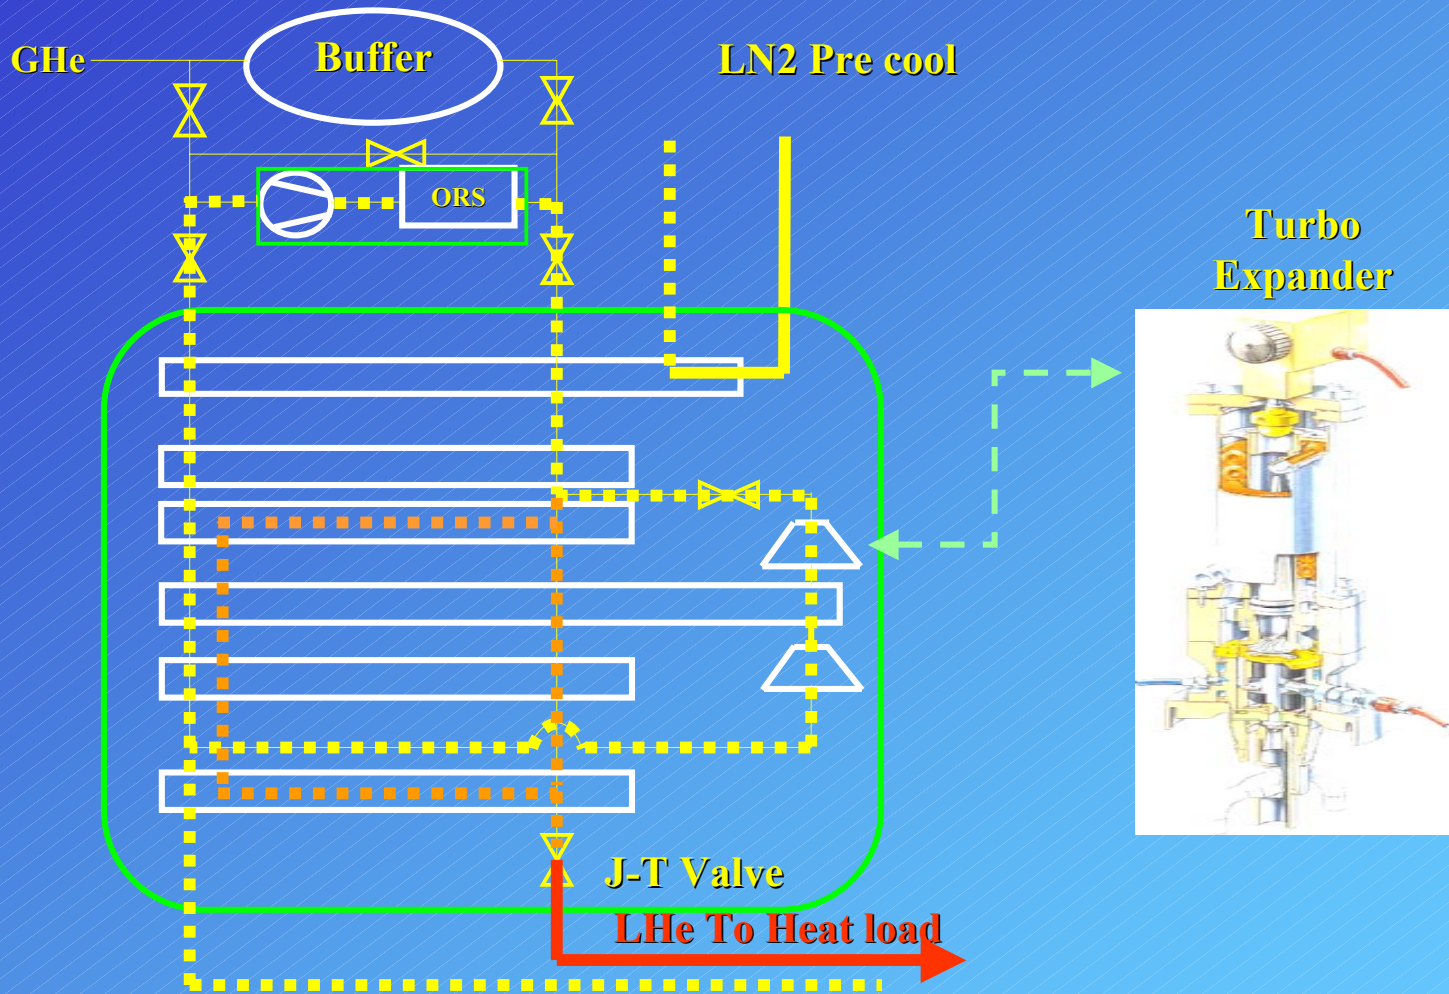 GHe
Buffer
LN2 Pre cool
ORS
Turbo
Expander
J-T Valve
LHe To Heat load